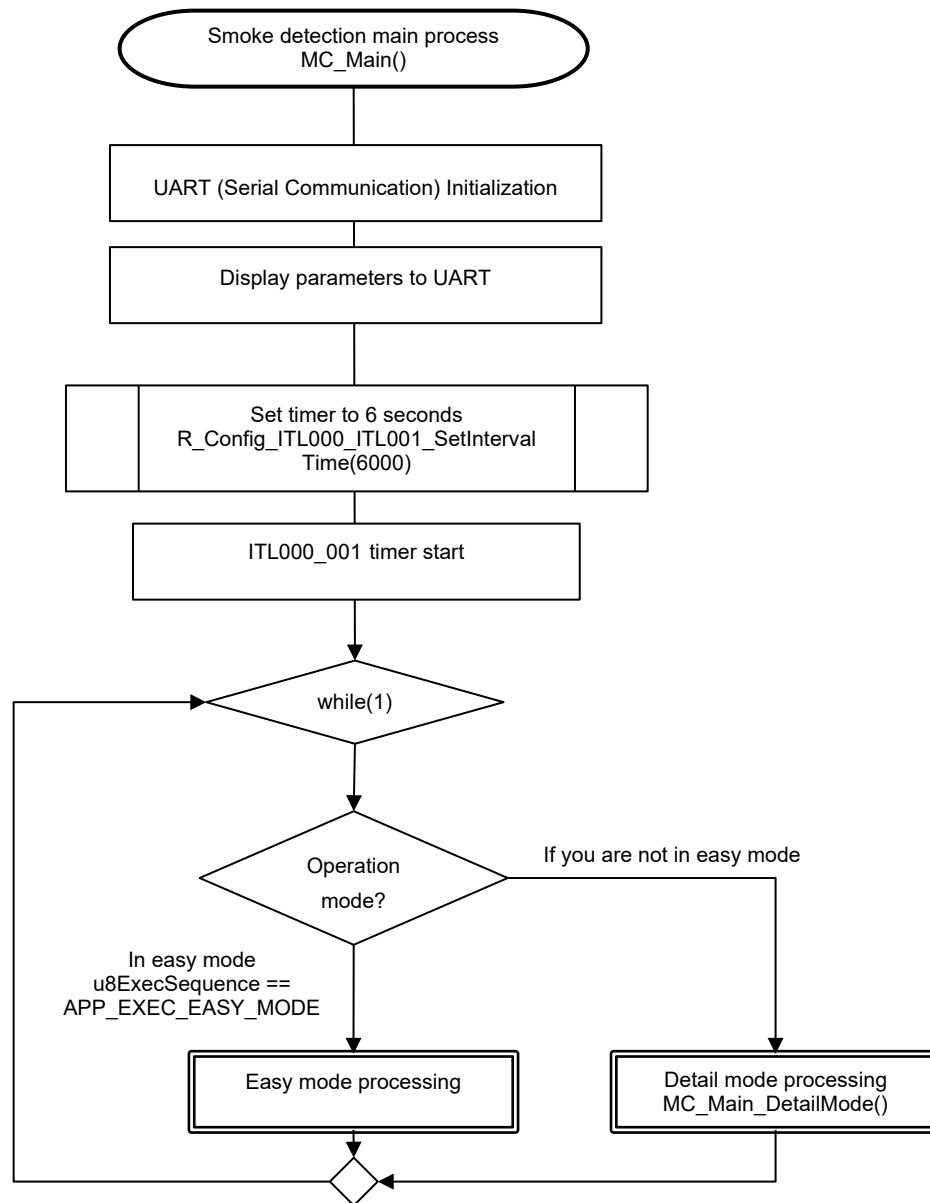 Smoke detection main process
MC_Main()
UART (Serial Communication) Initialization
Display parameters to UART
Set timer to 6 seconds
R_Config_ITL000_ITL001_SetInterval
Time(6000)
ITL000_001 timer start
while(1)
Operation
mode?
If you are not in easy mode
In easy mode
u8ExecSequence ==
APP_EXEC_EASY_MODE
Easy mode processing
Detail mode processing
MC_Main_DetailMode()